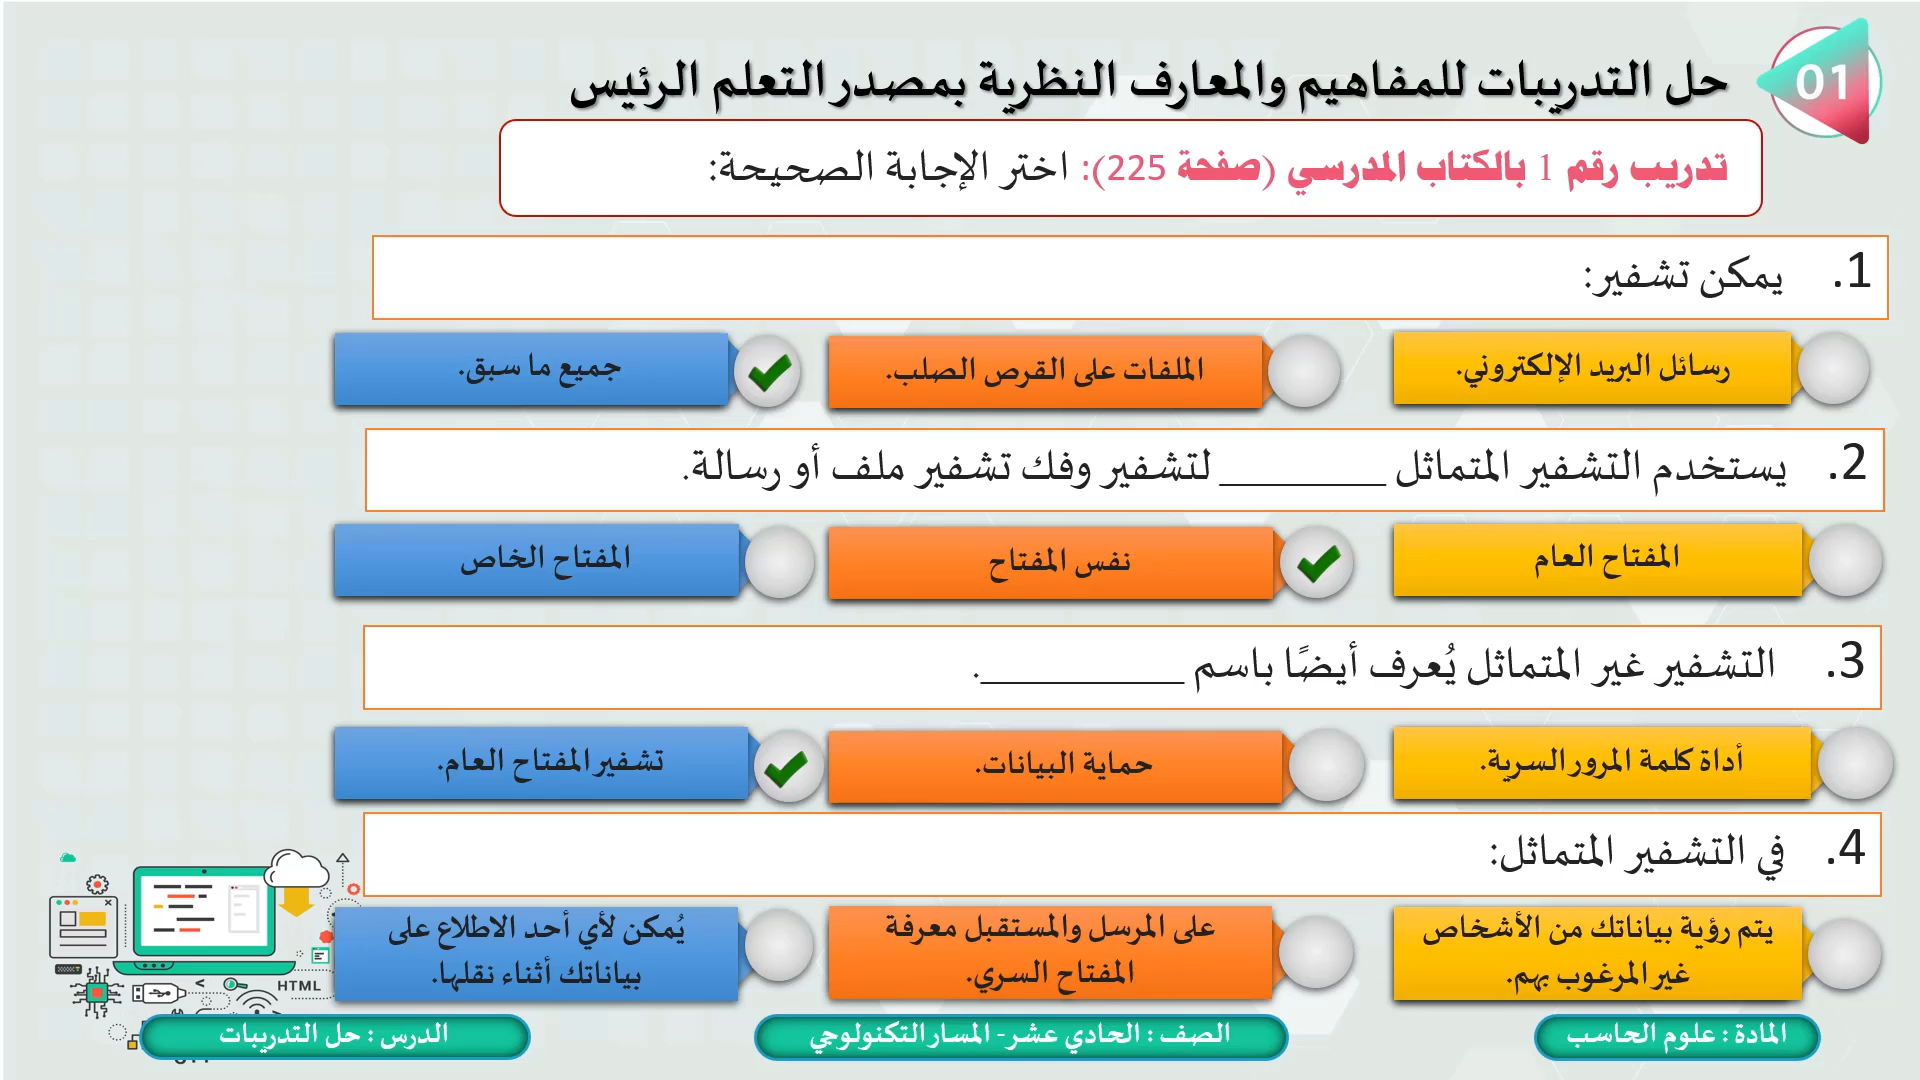 01
حل التدريبات للمفاهيم والمعارف النظرية بمصدر التعلم الرئيس
تدريب رقم 1 بالكتاب المدرسي (صفحة 225): اختر الإجابة الصحيحة:
1. يمكن تشفير:
رسائل البريد الإلكتروني.
الملفات على القرص الصلب.
جميع ما سبق.
2. يستخدم التشفير المتماثل ________ لتشفير وفك تشفير ملف أو رسالة.
المفتاح العام
نفس المفتاح
المفتاح الخاص
3. التشفير غير المتماثل يُعرف أيضًا باسم __________.
أداة كلمة المرور السرية.
حماية البيانات.
تشفير المفتاح العام.
4. في التشفير المتماثل:
يتم رؤية بياناتك من الأشخاص
غير المرغوب بهم.
على المرسل والمستقبل معرفة
المفتاح السري.
يُمكن لأي أحد الاطلاع على
بياناتك أثناء نقلها.
HTML
المادة : علوم الحاسب
الصف : الحادي عشر- المسار التكنولوجي
الدرس : حل التدريبات